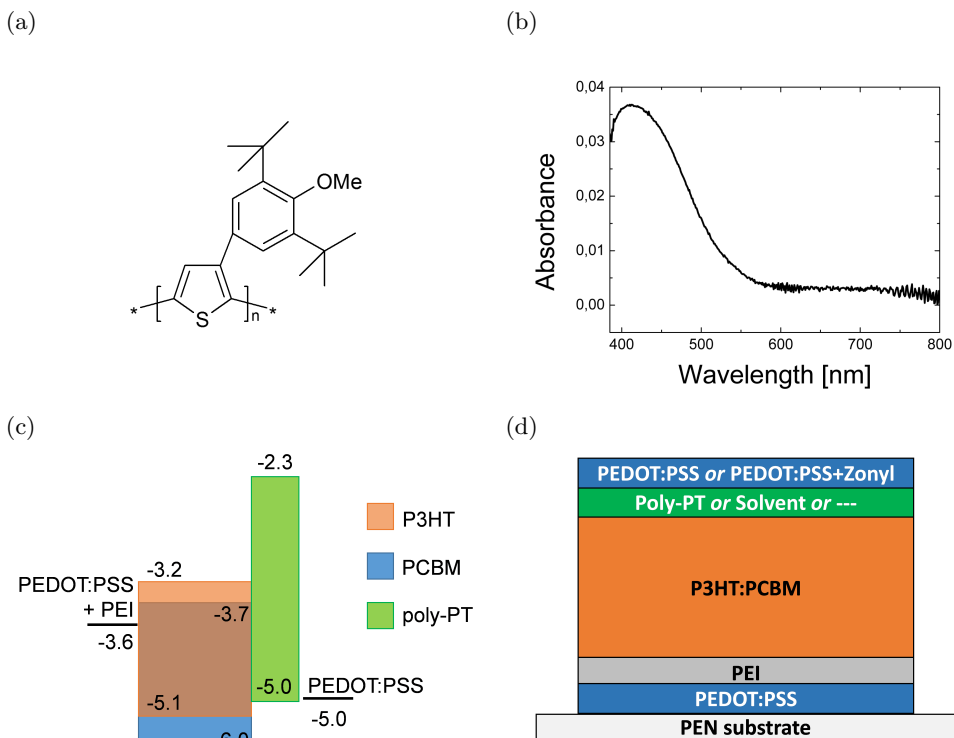 (a)
OMe
S
n
*
*
(b)
0,04
0,03
0,02
0,01
0,00
Absorbance
400
500
600
700
800
Wavelength [nm]
(c)
-2.3
P3HT
PCBM
poly-PT
-3.2
PEDOT:PSS
+ PEI
-3.7
-3.6
-5.1
-5.0
PEDOT:PSS
-5.0
(d)
PEDOT:PSS or PEDOT:PSS+Zonyl
Poly-PT or Solvent or ---
P3HT:PCBM
PEI
PEDOT:PSS
PEN substrate